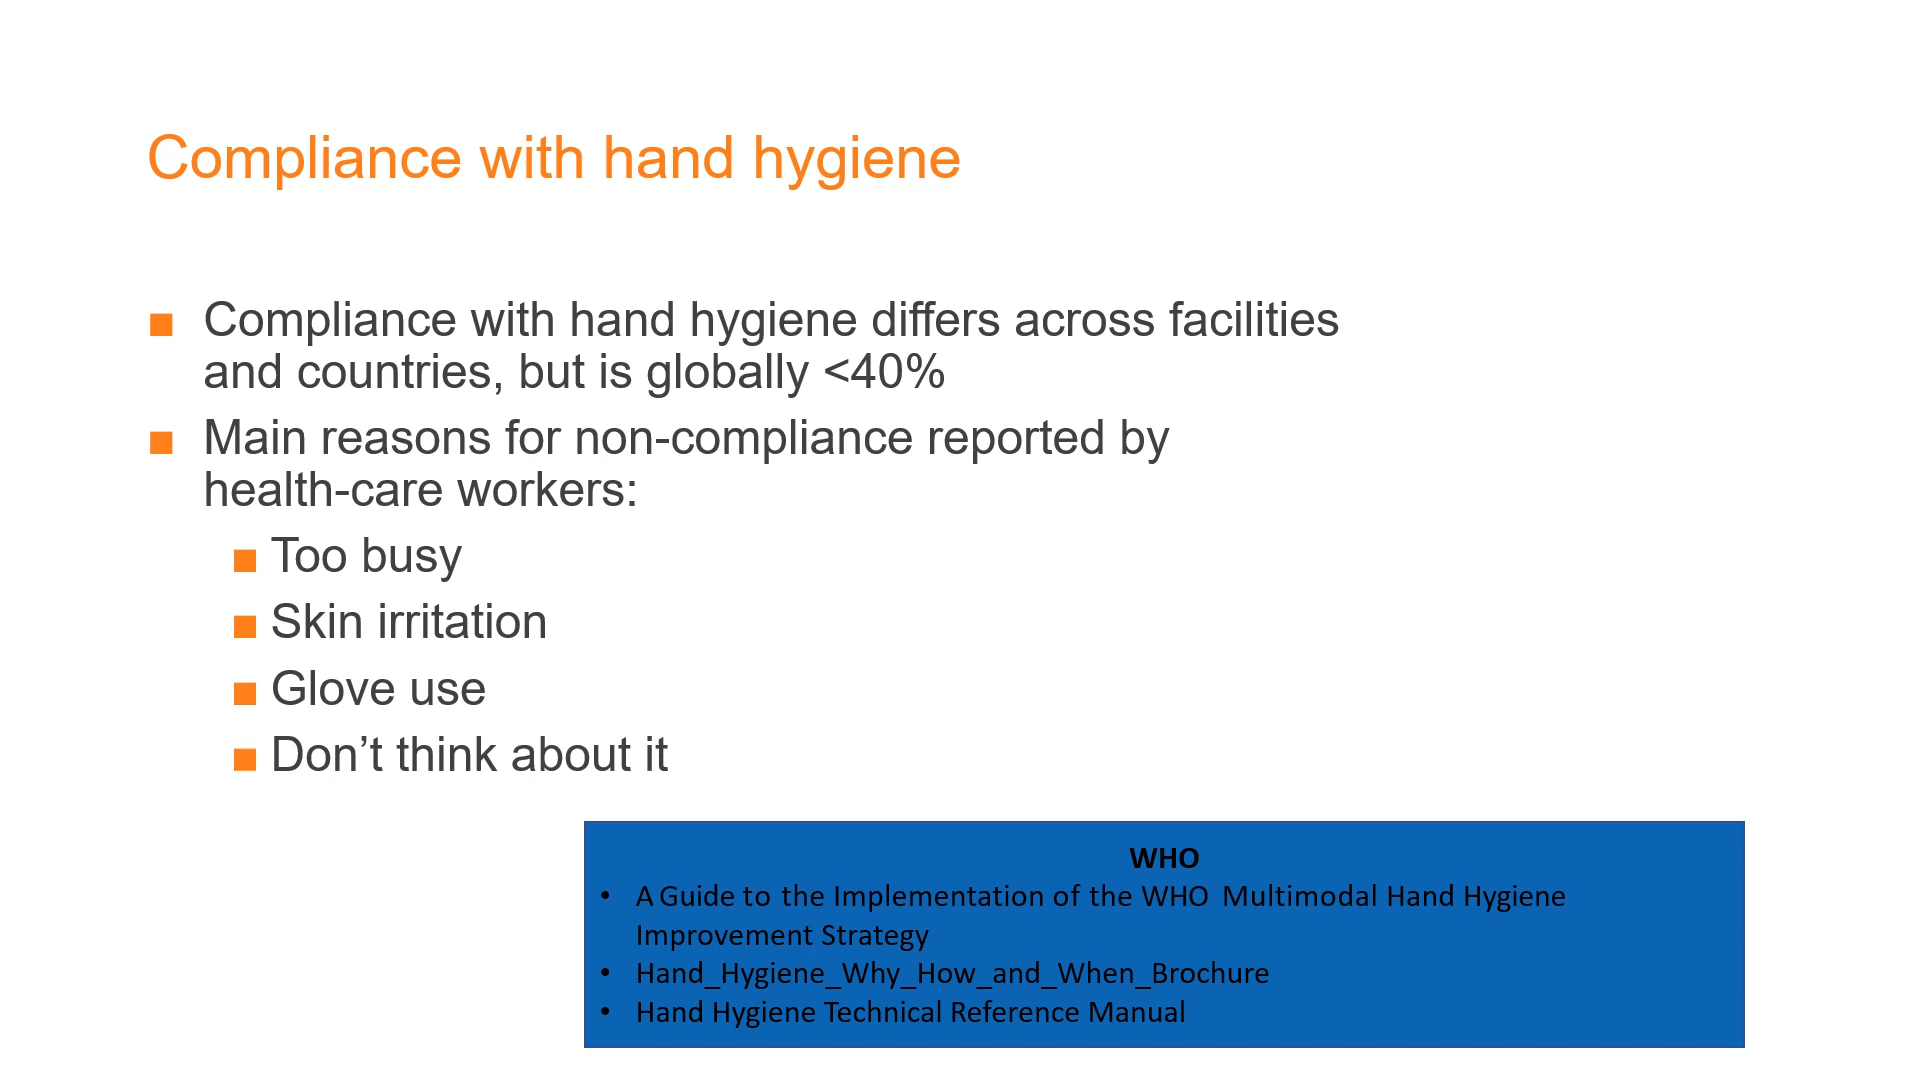 Compliance with hand hygiene
■ Compliance with hand hygiene differs across facilities
and countries, but is globally <40%
■ Main reasons for non-compliance reported by
health-care workers:
■ Too busy
■ Skin irritation
■ Glove use
■ Don’t think about it
WHO
• A Guide to the Implementation of the WHO Multimodal Hand Hygiene
Improvement Strategy
• Hand_Hygiene_Why_How_and_When_Brochure
• Hand Hygiene Technical Reference Manual